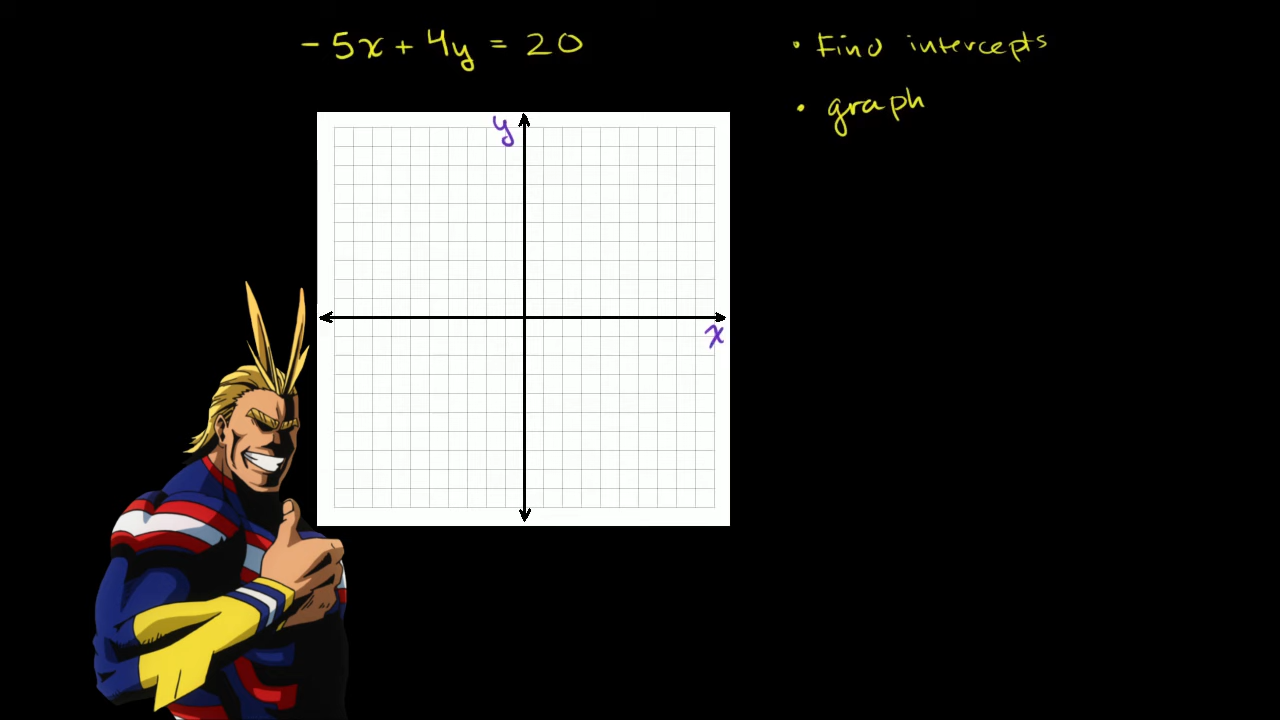 -5x + 4y = 20
• Find intercepts
• graph
y
x